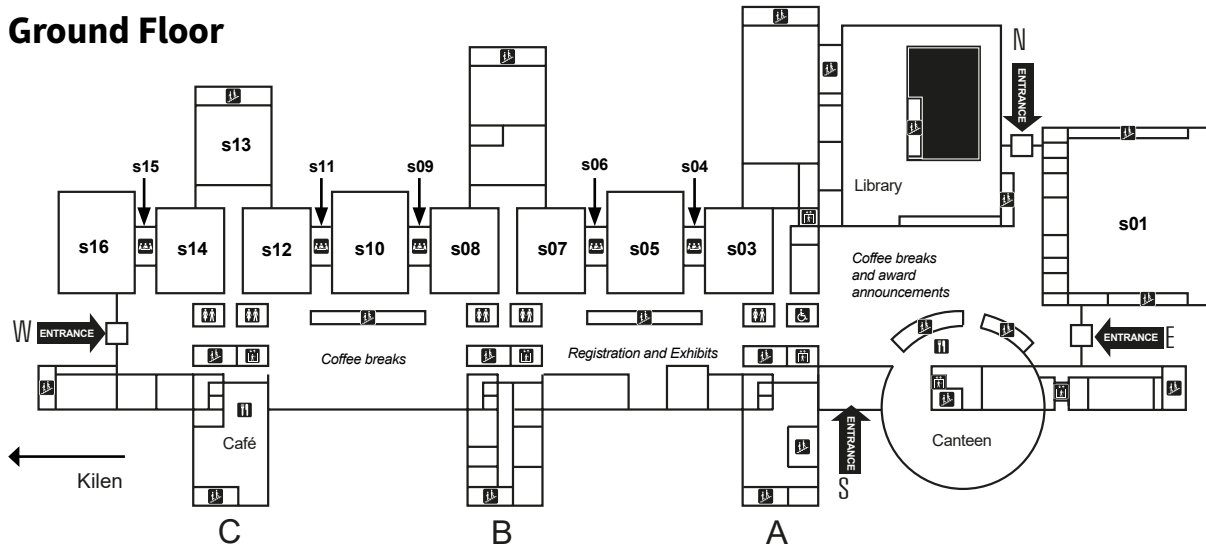 Ground Floor
N
ENTRANCE
s13
s15
s11
s09
s06
s04
Library
s16
s14
s12
s10
s08
s07
s05
s03
s01
Coffee breaks
and award
announcements
W
ENTRANCE
Coffee breaks
Registration and Exhibits
ENTRANCE
E
Café
ENTRANCE
S
Canteen
Kilen
C
B
A